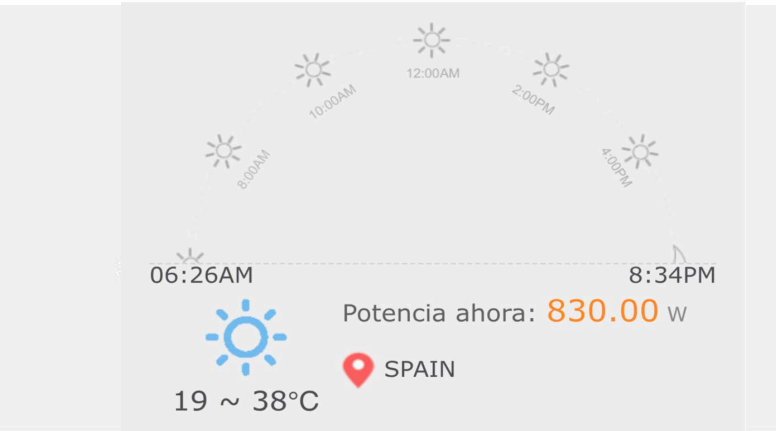 12:00AM
10:00AM
2:00PM
8:00AM
4:00PM
06:26AM
8:34PM
Potencia ahora: 830.00 W
SPAIN
19 ~ 38°C